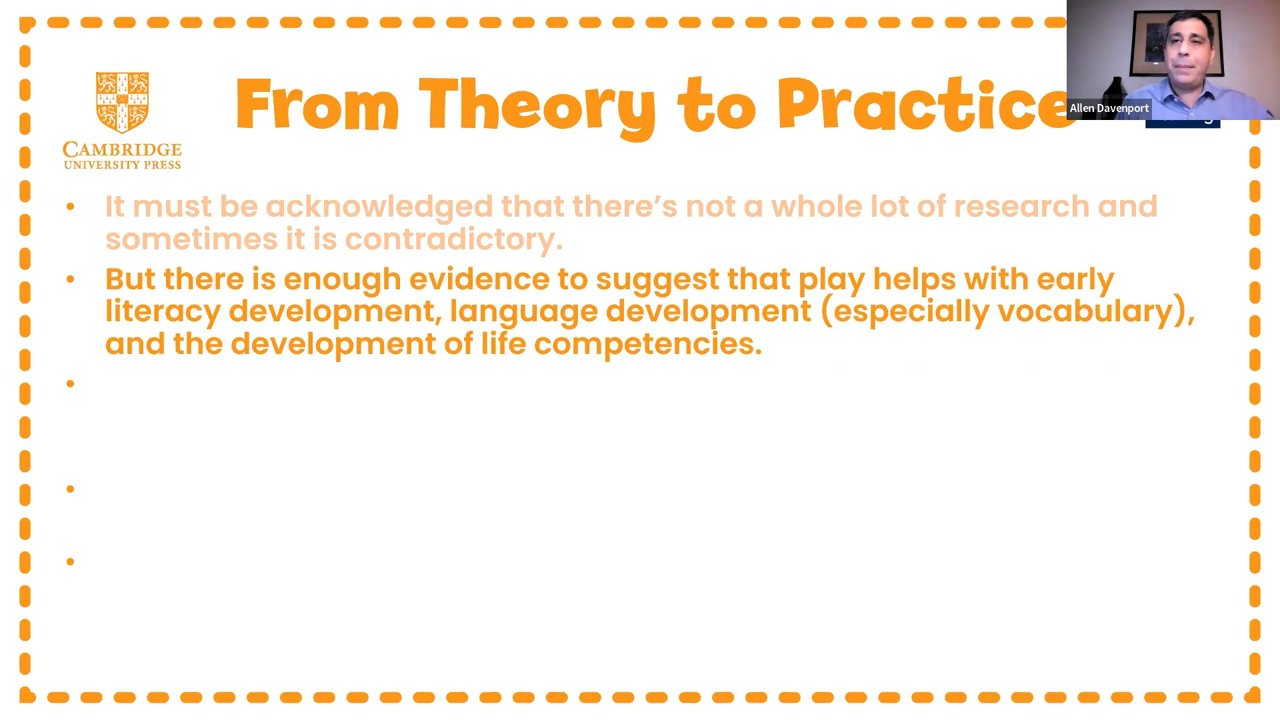 From Theory to Practice
Allen Davenport
CAMBRIDGE
UNIVERSITY PRESS
• It must be acknowledged that there's not a whole lot of research and
sometimes it is contradictory.
• But there is enough evidence to suggest that play helps with early
literacy development, language development (especially vocabulary),
and the development of life competencies.
•
•
•